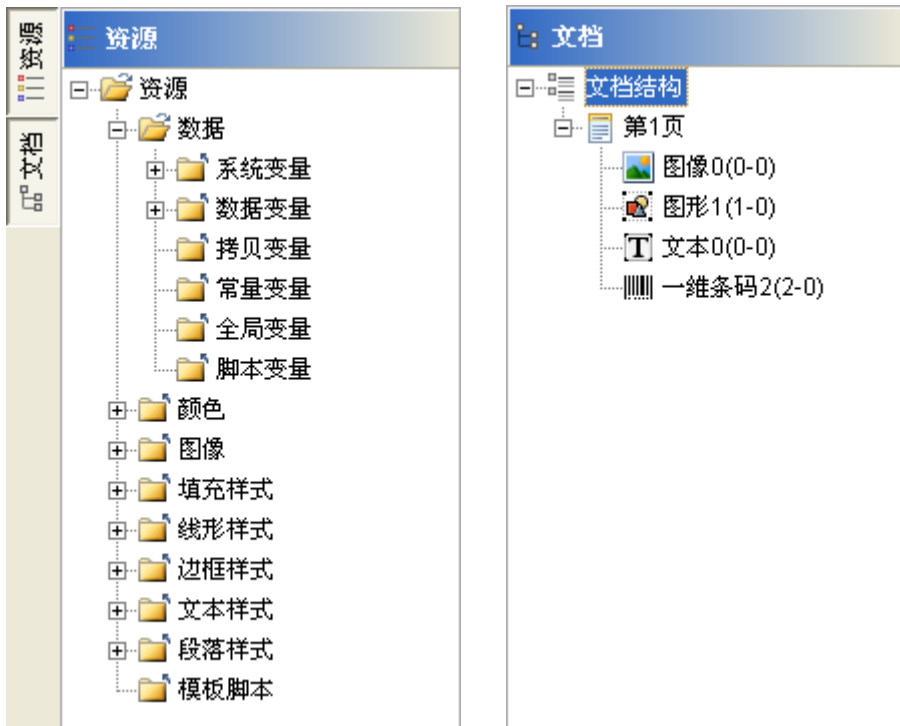 资源
文档
资源
资源
数据
系统变量
数据变量
拷贝变量
常量变量
全局变量
脚本变量
颜色
图像
填充样式
线形样式
边框样式
文本样式
段落样式
模板脚本
文档
文档结构
第1页
图像0(0-0)
图形1(1-0)
文本0(0-0)
一维条码2(2-0)